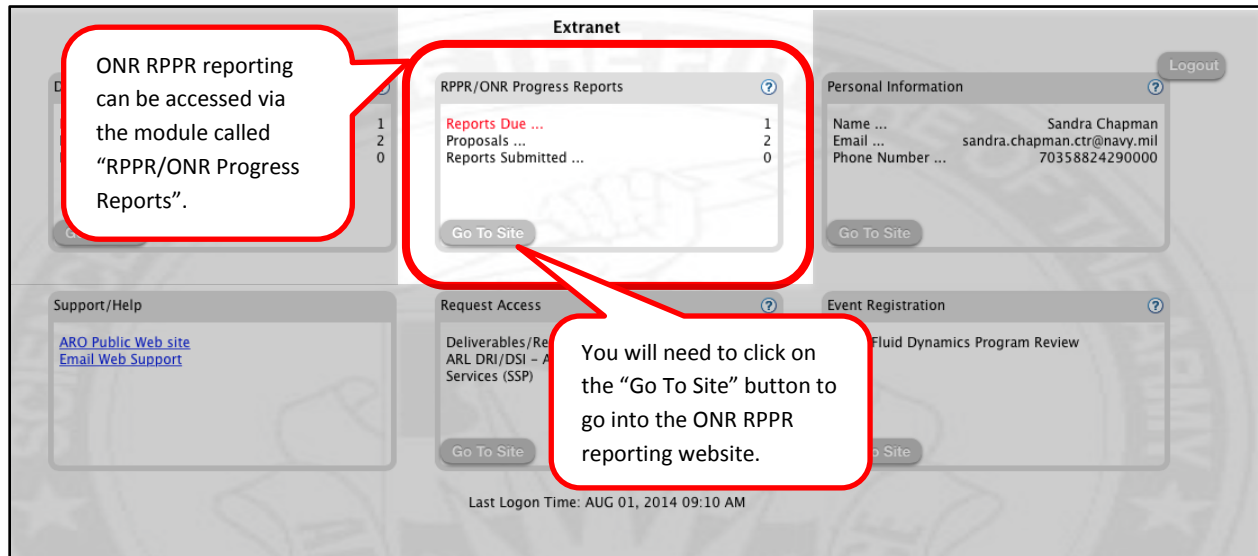 Extranet
Logout
ONR RPPR reporting
can be accessed via
the module called
“RPPR/ONR Progress
Reports”.
1
2
0
RPPR/ONR Progress Reports ?
Reports Due ... 1
Proposals ... 2
Reports Submitted ... 0
Go To Site
Personal Information ?
Name ... Sandra Chapman
Email ... sandra.chapman.ctr@navy.mil
Phone Number ... 70358824290000
Go To Site
Support/Help
ARO Public Web site
Email Web Support
Request Access ?
Deliverables/Re
ARL DRI/DSI – A
Services (SSP)
Go To Site
You will need to click on
the “Go To Site” button to
go into the ONR RPPR
reporting website.
Event Registration ?
Fluid Dynamics Program Review
Site
Last Logon Time: AUG 01, 2014 09:10 AM